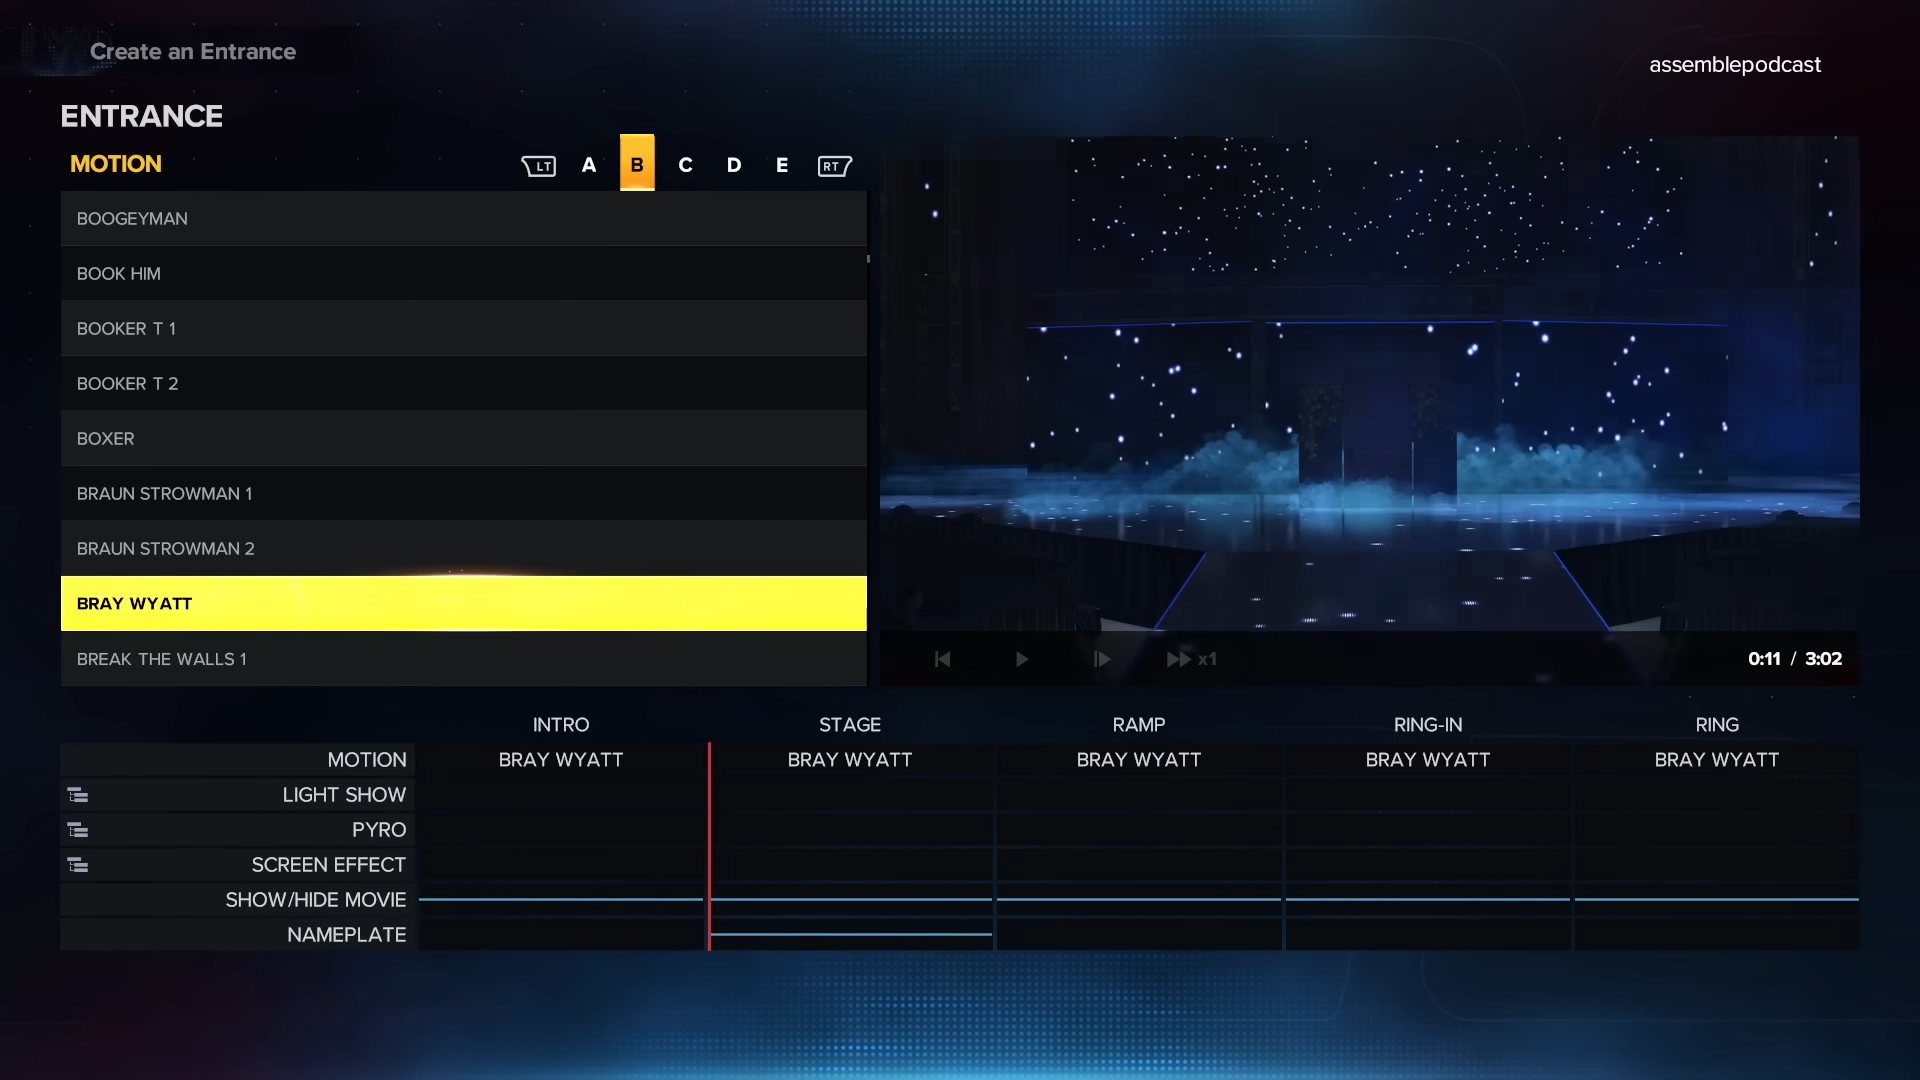 Create an Entrance
assemblepodcast
ENTRANCE
MOTION
LT A B C D E RT
BOOGEYMAN
BOOK HIM
BOOKER T 1
BOOKER T 2
BOXER
BRAUN STROWMAN 1
BRAUN STROWMAN 2
BRAY WYATT
BREAK THE WALLS 1
x1
0:11 / 3:02
INTRO STAGE RAMP RING-IN RING
MOTION BRAY WYATT BRAY WYATT BRAY WYATT BRAY WYATT BRAY WYATT
LIGHT SHOW
PYRO
SCREEN EFFECT
SHOW/HIDE MOVIE
NAMEPLATE